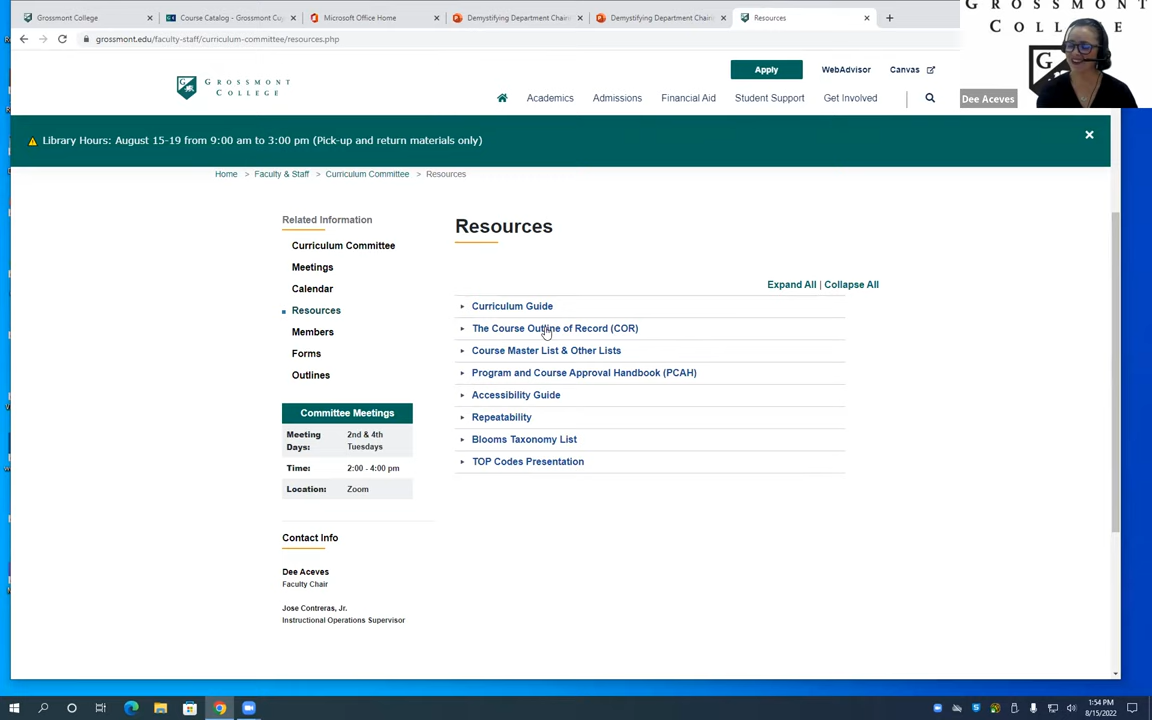 Grossmont College
Course Catalog - Grossmont Cu
Microsoft Office Home
Demystifying Department Chairs
Demystifying Department Chairs
Resources
grossmont.edu/faculty-staff/curriculum-committee/resources.php
GROSSMONT
COLLEGE
Dee Aceves
GROSSMONT
COLLEGE
Apply
WebAdvisor
Canvas
Academics
Admissions
Financial Aid
Student Support
Get Involved
Library Hours: August 15-19 from 9:00 am to 3:00 pm (Pick-up and return materials only)
Home > Faculty & Staff > Curriculum Committee > Resources
Related Information
Curriculum Committee
Meetings
Calendar
Resources
Members
Forms
Outlines
Committee Meetings
Meeting Days: 2nd & 4th Tuesdays
Time: 2:00 - 4:00 pm
Location: Zoom
Contact Info
Dee Aceves
Faculty Chair
Jose Contreras, Jr.
Instructional Operations Supervisor
Resources
Expand All | Collapse All
Curriculum Guide
The Course Outline of Record (COR)
Course Master List & Other Lists
Program and Course Approval Handbook (PCAH)
Accessibility Guide
Repeatability
Blooms Taxonomy List
TOP Codes Presentation
1:54 PM
8/15/2022